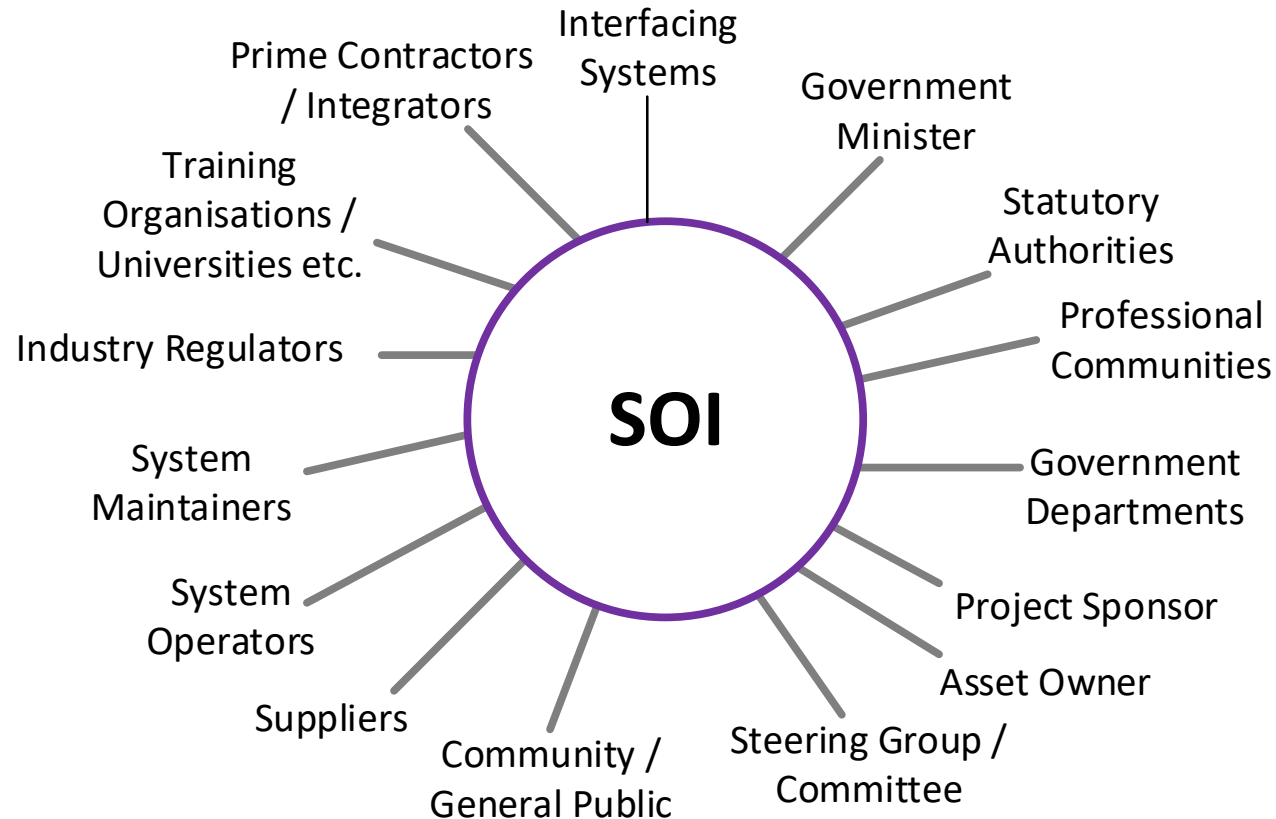 Interfacing
Systems
Prime Contractors
/ Integrators
Government
Minister
Training
Organisations /
Universities etc.
Statutory
Authorities
Professional
Communities
Industry Regulators
SOI
System
Maintainers
Government
Departments
System
Operators
Project Sponsor
Asset Owner
Suppliers
Steering Group /
Committee
Community /
General Public